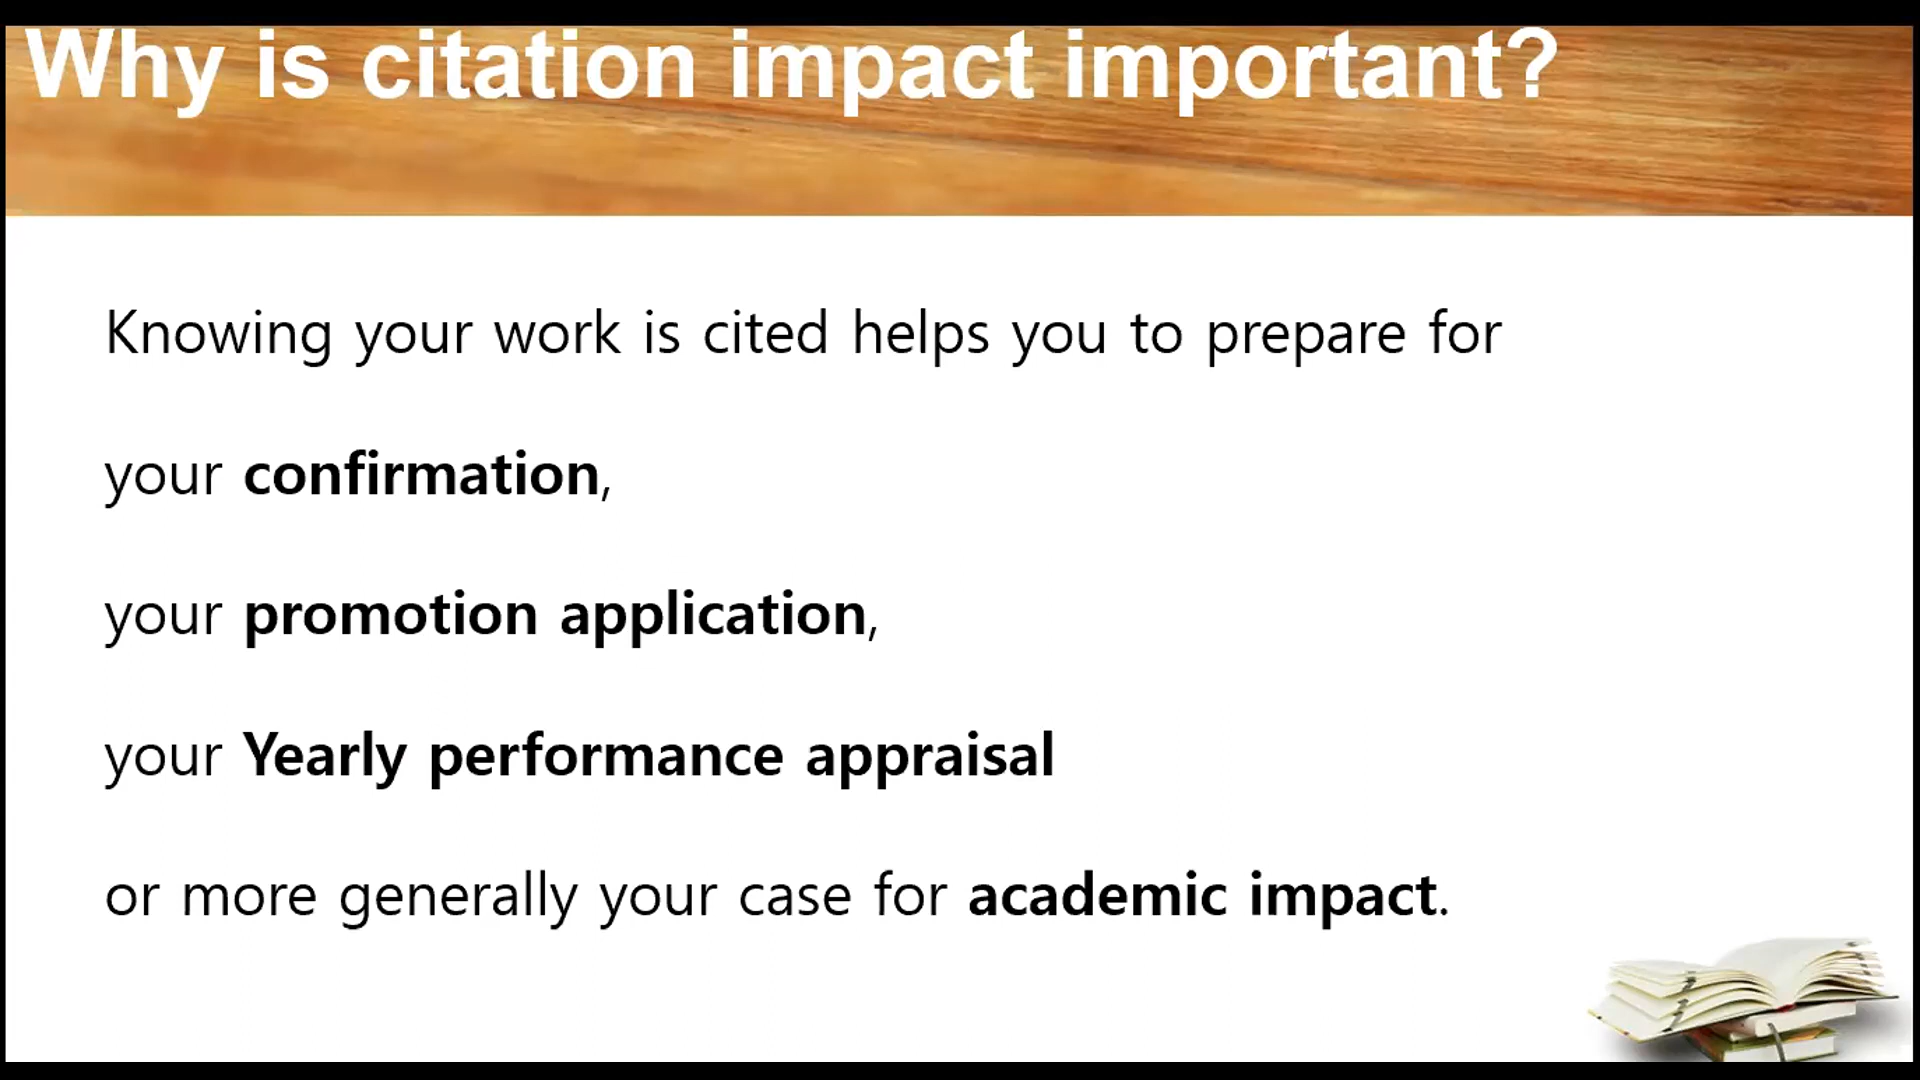 Why is citation impact important?
Knowing your work is cited helps you to prepare for
your confirmation,
your promotion application,
your Yearly performance appraisal
or more generally your case for academic impact.